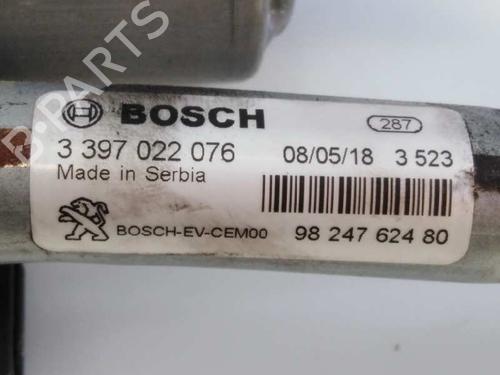 BOSCH 287
3 397 022 076 08/05/18 3 523
Made in Serbia
BOSCH-EV-CEM00 98 247 624 80
B-PARTS